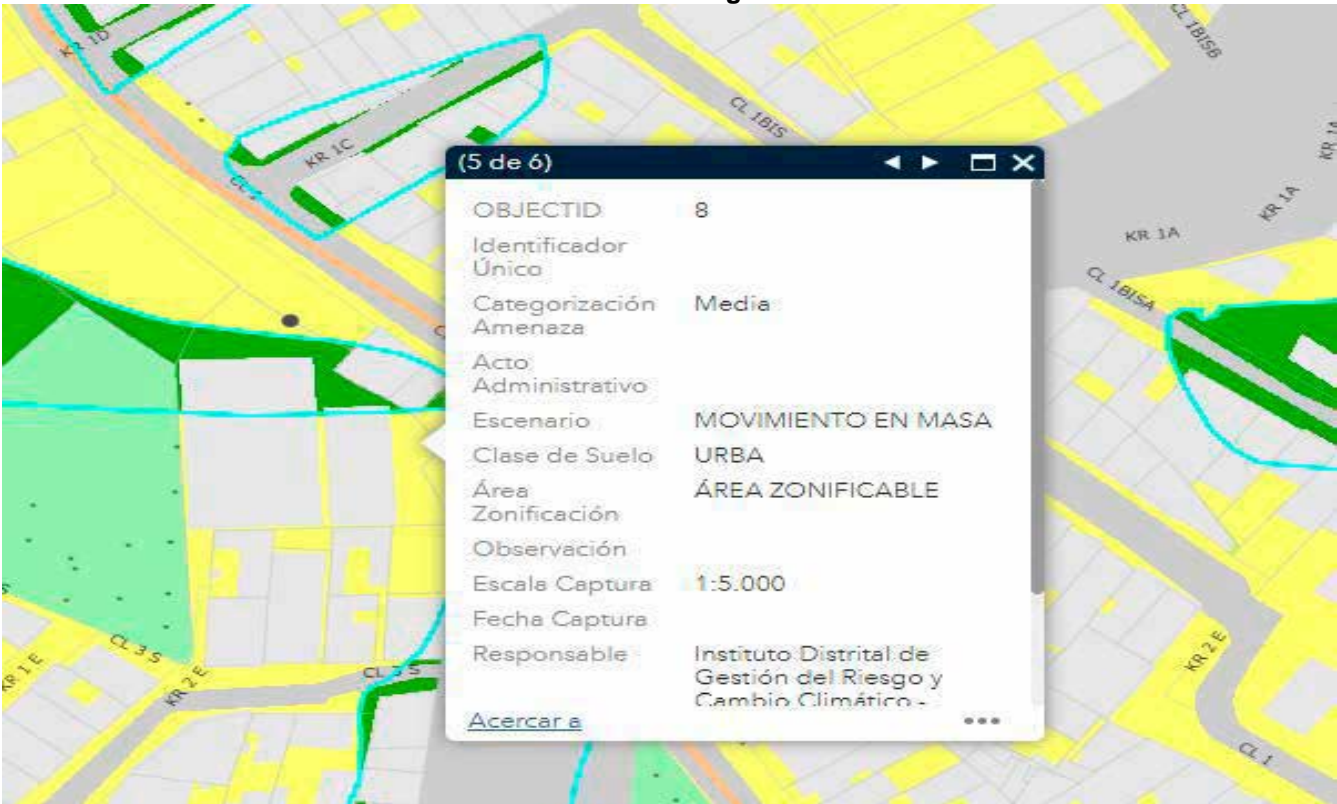 KR 1D
CL 1BISB
CL 1BIS
KR 1C
KR 1A
KR 1A
CL 1BISA
(5 de 6)
OBJECTID 8
Identificador
Único
Categorización Media
Amenaza
Acto
Administrativo
Escenario MOVIMIENTO EN MASA
Clase de Suelo URBA
Área ÁREA ZONIFICABLE
Zonificación
Observación
Escala Captura 1:5.000
Fecha Captura
Responsable Instituto Distrital de
Gestión del Riesgo y
Cambio Climático -
Acercar a
CL 3 S
KR 1 E
KR 2 E
CL 3 S
KR 2 E
CL 1